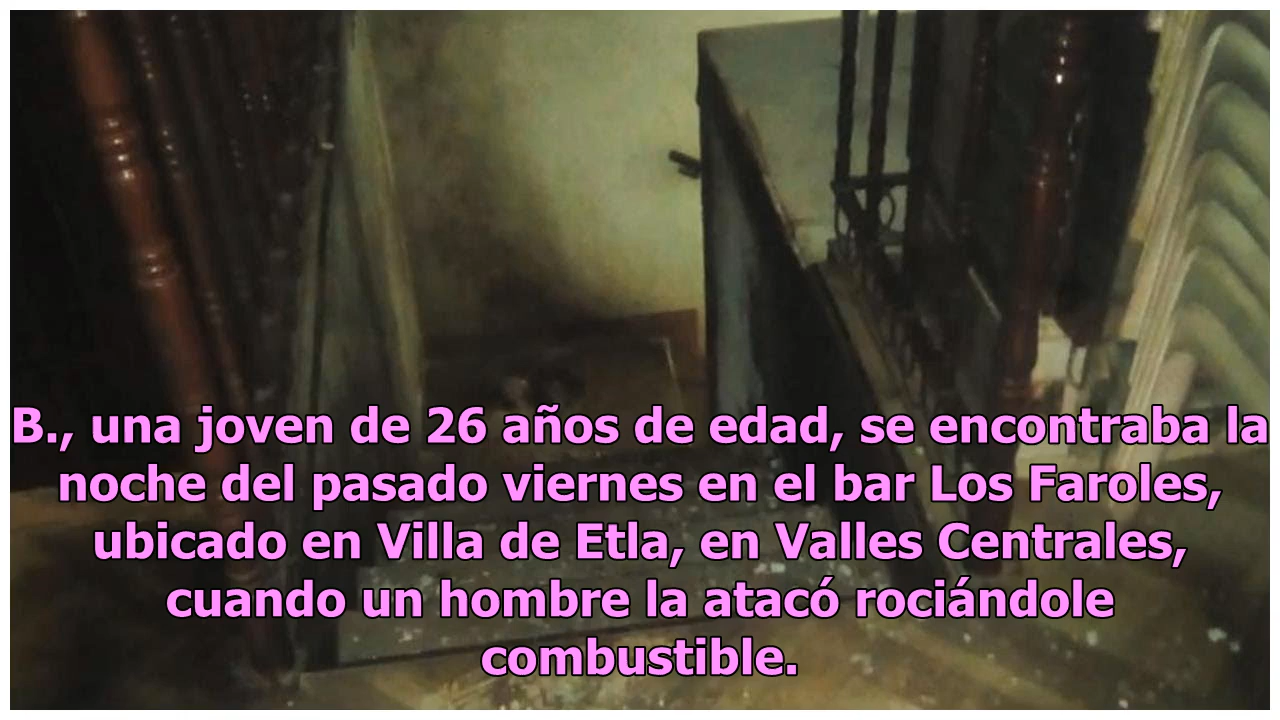 B., una joven de 26 años de edad, se encontraba la
noche del pasado viernes en el bar Los Faroles,
ubicado en Villa de Etla, en Valles Centrales,
cuando un hombre la atacó rociándole
combustible.